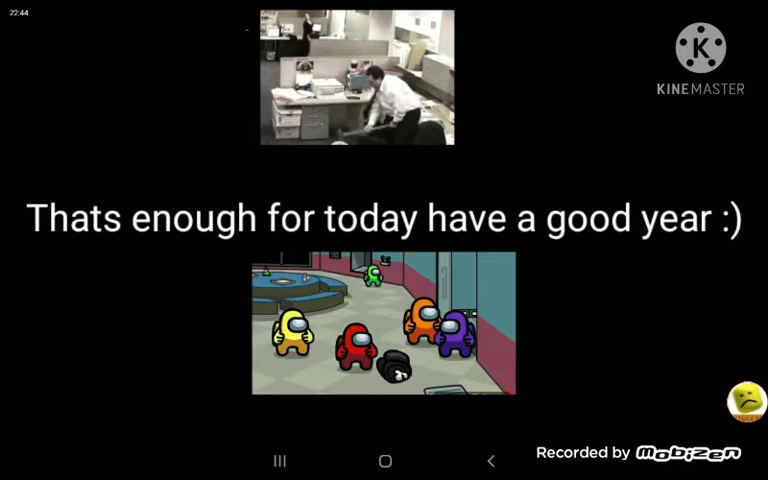 22:44
KINEMASTER
Thats enough for today have a good year :)
Recorded by mobizen